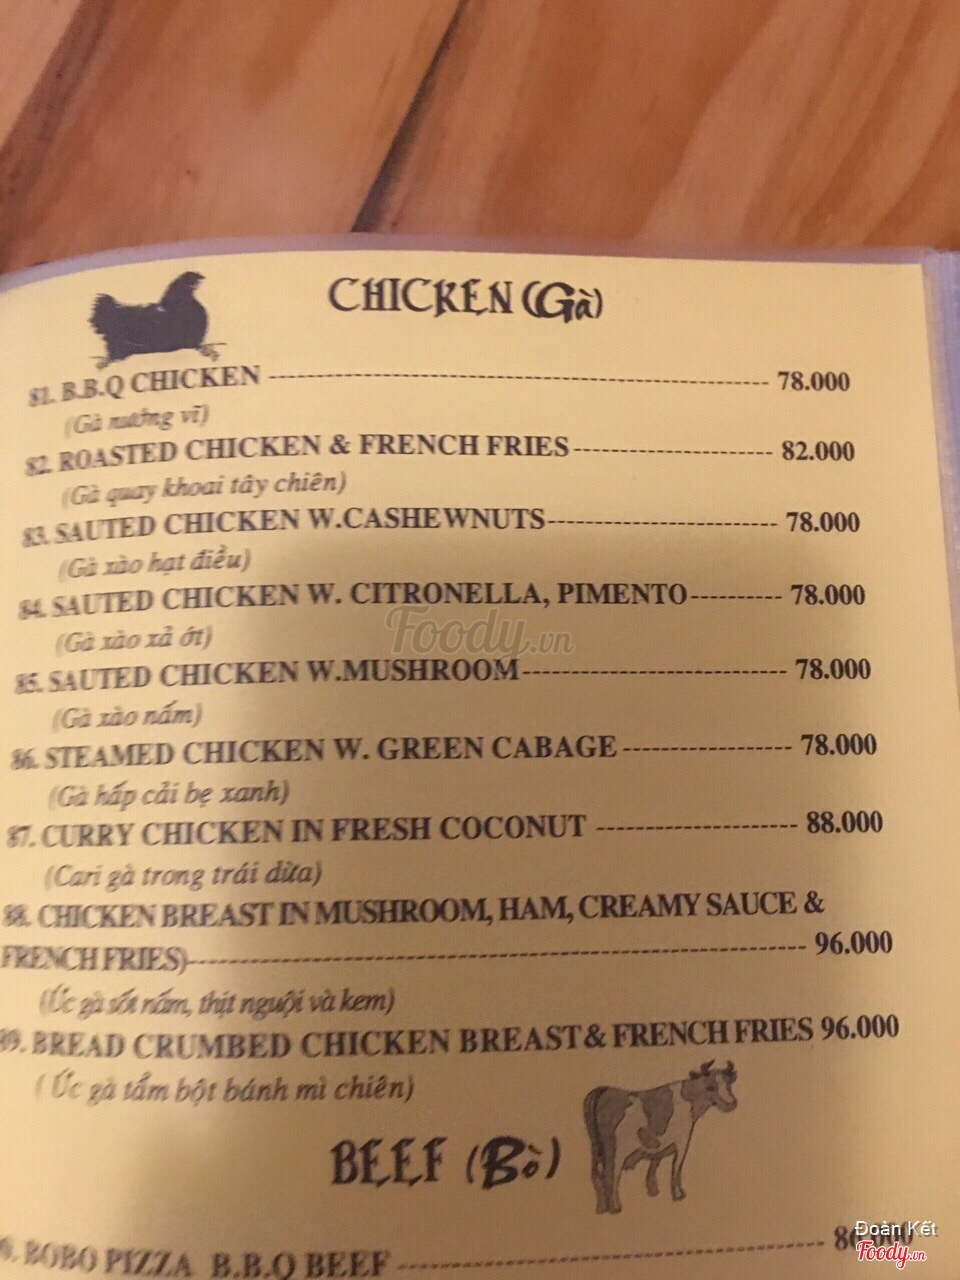 CHICKEN (Gà)
81. B.B.Q CHICKEN ---------- 78.000
(Gà nướng vĩ)
82. ROASTED CHICKEN & FRENCH FRIES ---------- 82.000
(Gà quay khoai tây chiên)
83. SAUTED CHICKEN W.CASHEWNUTS ---------- 78.000
(Gà xào hạt điều)
84. SAUTED CHICKEN W. CITRONELLA, PIMENTO ---------- 78.000
(Gà xào xả ớt)
Foody.vn
85. SAUTED CHICKEN W.MUSHROOM ---------- 78.000
(Gà xào nấm)
86. STEAMED CHICKEN W. GREEN CABAGE ---------- 78.000
(Gà hấp cải bẹ xanh)
87. CURRY CHICKEN IN FRESH COCONUT ---------- 88.000
(Cari gà trong trái dừa)
88. CHICKEN BREAST IN MUSHROOM, HAM, CREAMY SAUCE &
FRENCH FRIES) ---------- 96.000
(Úc gà sốt nấm, thịt nguội và kem)
89. BREAD CRUMBED CHICKEN BREAST & FRENCH FRIES 96.000
( Úc gà tẩm bột bánh mì chiên)
BEEF (Bò)
BOBO PIZZA B.B.Q BEEF ----------
Đoàn Kết
Foody.vn